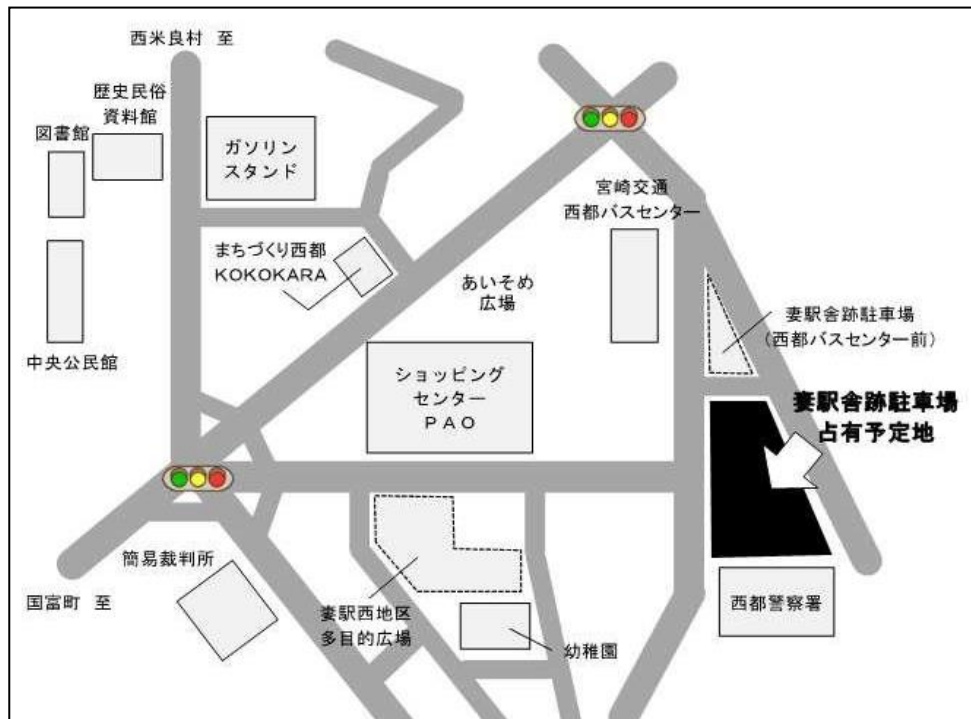 西米良村 至
歴史民俗
資料館
図書館
ガソリン
スタンド
宮崎交通
西都バスセンター
まちづくり西都
KOKOKARA
あいそめ
広場
妻駅舎跡駐車場
(西都バスセンター前)
中央公民館
ショッピング
センター
PAO
妻駅舎跡駐車場
占有予定地
簡易裁判所
国富町 至
妻駅西地区
多目的広場
幼稚園
西都警察署